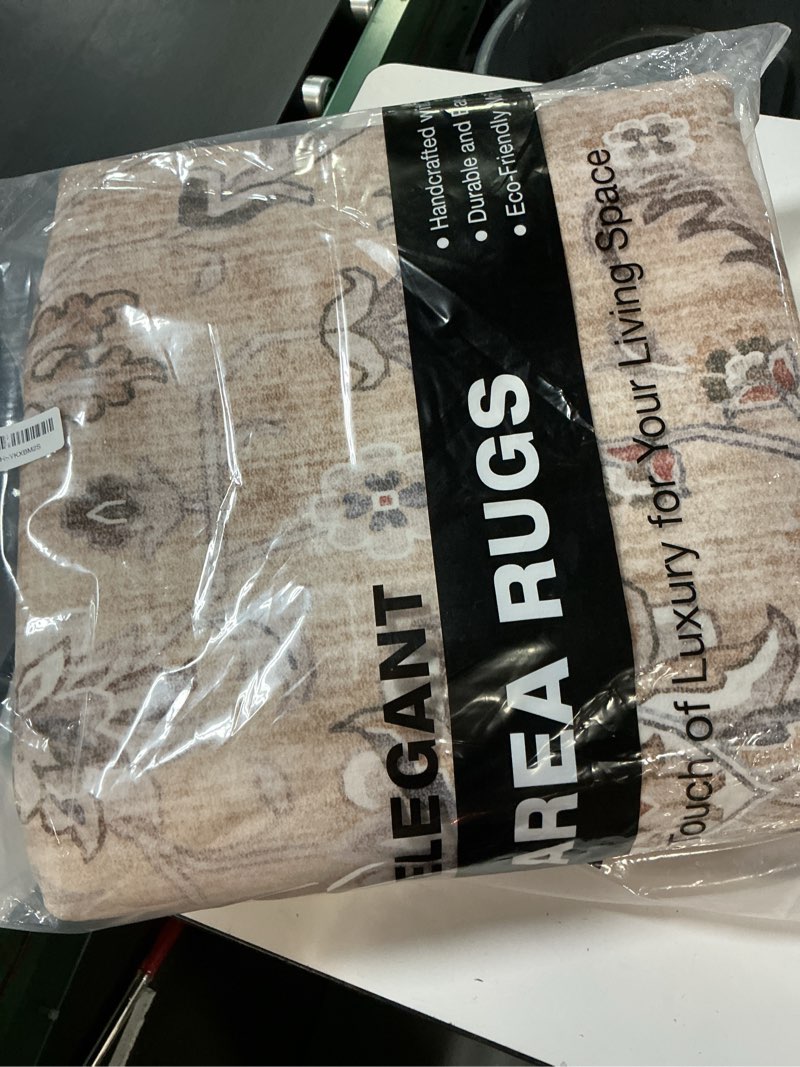 ELEGANT
AREA RUGS
• Handcrafted
• Durable and
• Eco-Friendly
Touch of Luxury for Your Living Space